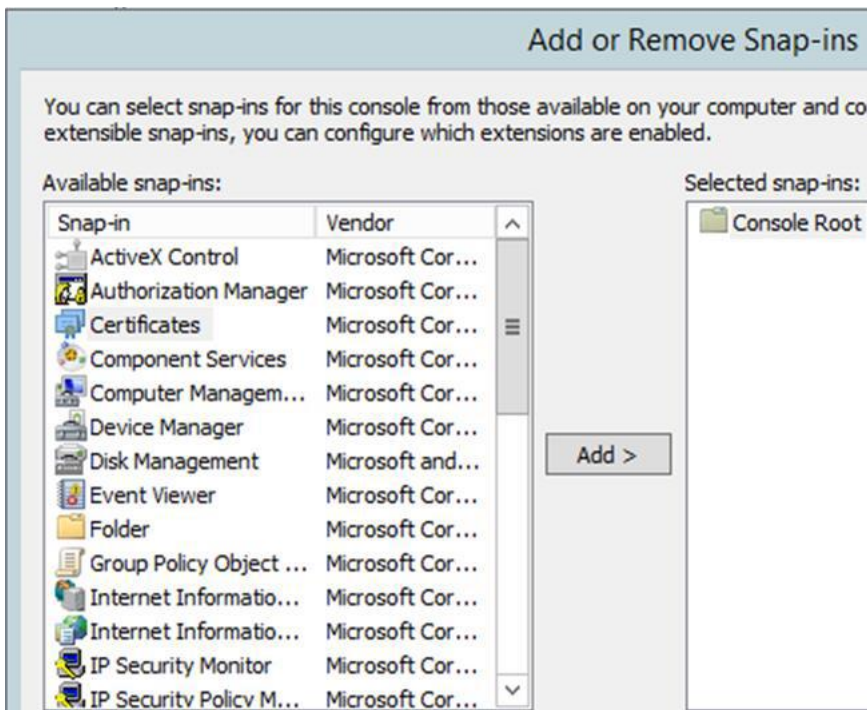 Add or Remove Snap-ins
You can select snap-ins for this console from those available on your computer and co
extensible snap-ins, you can configure which extensions are enabled.
Available snap-ins:
Selected snap-ins:
Snap-in Vendor
Console Root
ActiveX Control Microsoft Cor...
Authorization Manager Microsoft Cor...
Certificates Microsoft Cor...
Component Services Microsoft Cor...
Computer Managem... Microsoft Cor...
Device Manager Microsoft Cor...
Disk Management Microsoft and...
Add >
Event Viewer Microsoft Cor...
Folder Microsoft Cor...
Group Policy Object ... Microsoft Cor...
Internet Informatio... Microsoft Cor...
Internet Informatio... Microsoft Cor...
IP Security Monitor Microsoft Cor...
IP Security Policy M... Microsoft Cor...